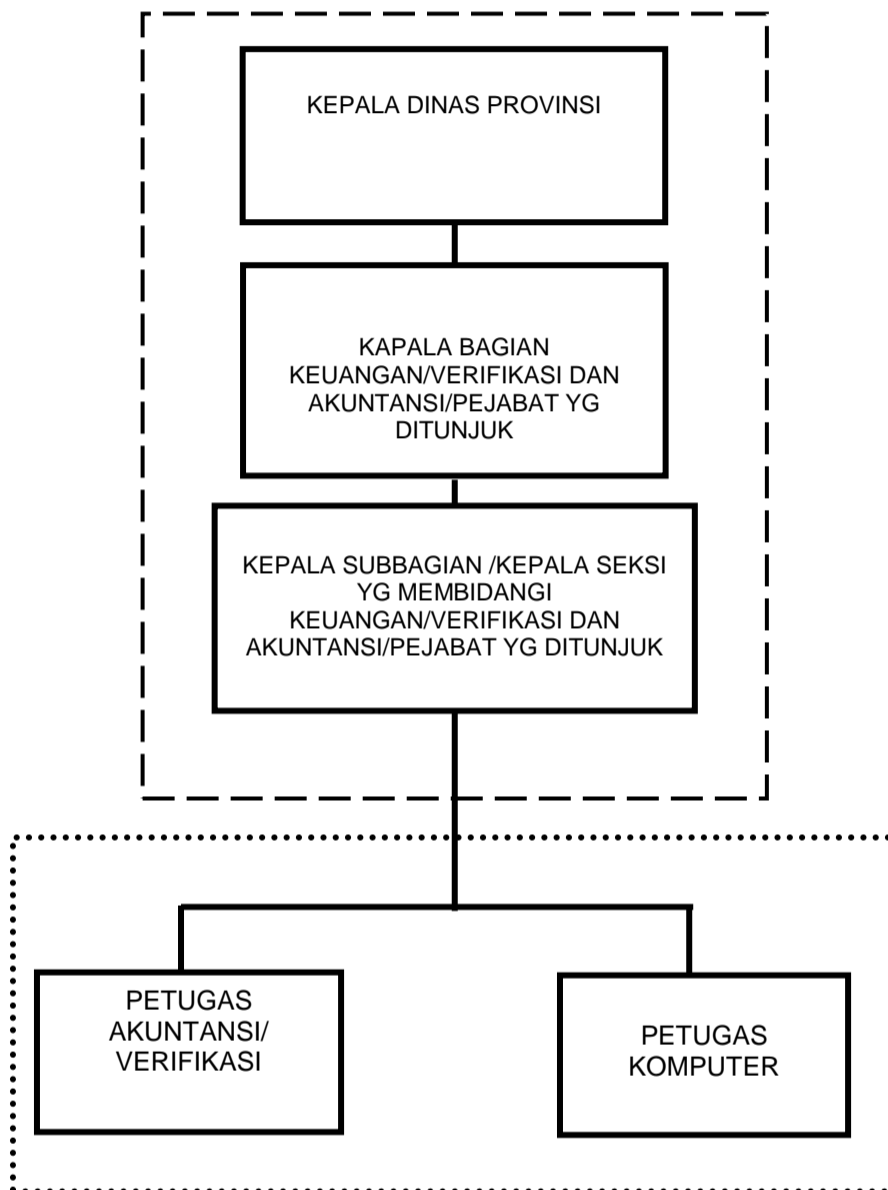 KEPALA DINAS PROVINSI
KAPALA BAGIAN
KEUANGAN/VERIFIKASI DAN
AKUNTANSI/PEJABAT YG
DITUNJUK
KEPALA SUBBAGIAN /KEPALA SEKSI
YG MEMBIDANGI
KEUANGAN/VERIFIKASI DAN
AKUNTANSI/PEJABAT YG DITUNJUK
PETUGAS
AKUNTANSI/
VERIFIKASI
PETUGAS
KOMPUTER